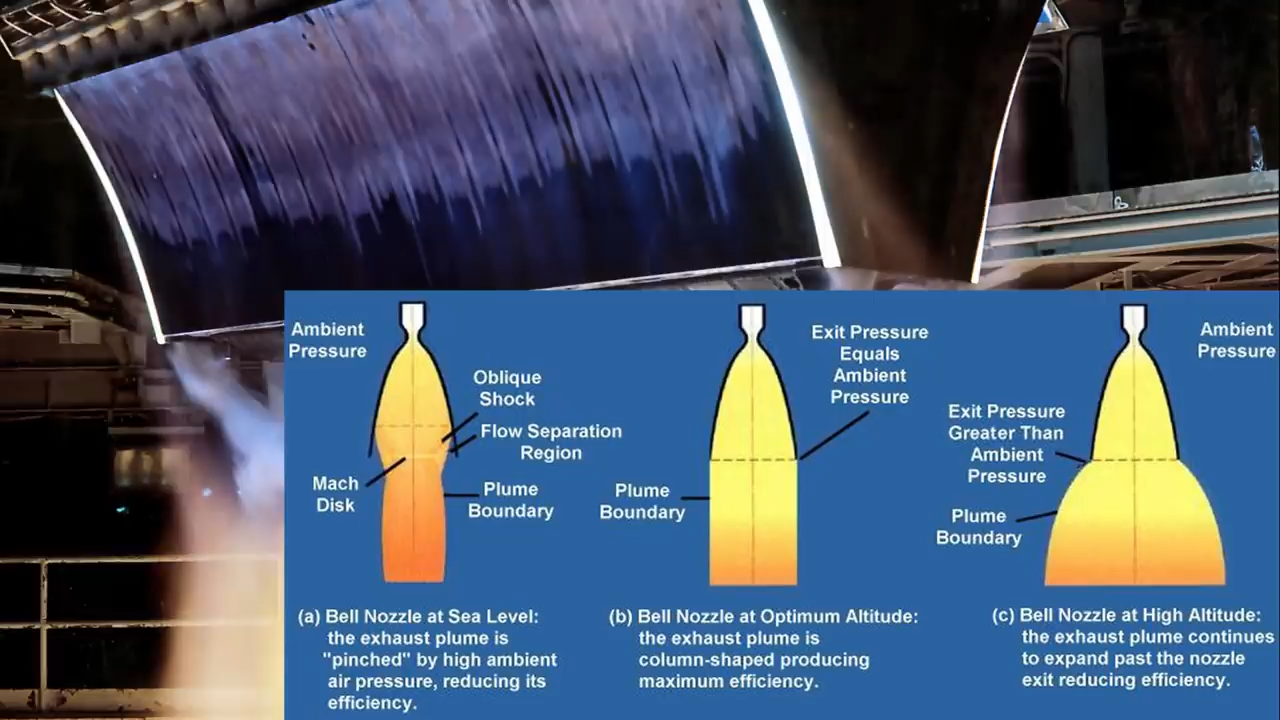 Ambient
Pressure
Oblique
Shock
Flow Separation
Region
Mach
Disk
Plume
Boundary
Exit Pressure
Equals
Ambient
Pressure
Plume
Boundary
Ambient
Pressure
Exit Pressure
Greater Than
Ambient
Pressure
Plume
Boundary
(a) Bell Nozzle at Sea Level:
the exhaust plume is
"pinched" by high ambient
air pressure, reducing its
efficiency.
(b) Bell Nozzle at Optimum Altitude:
the exhaust plume is
column-shaped producing
maximum efficiency.
(c) Bell Nozzle at High Altitude:
the exhaust plume continues
to expand past the nozzle
exit reducing efficiency.